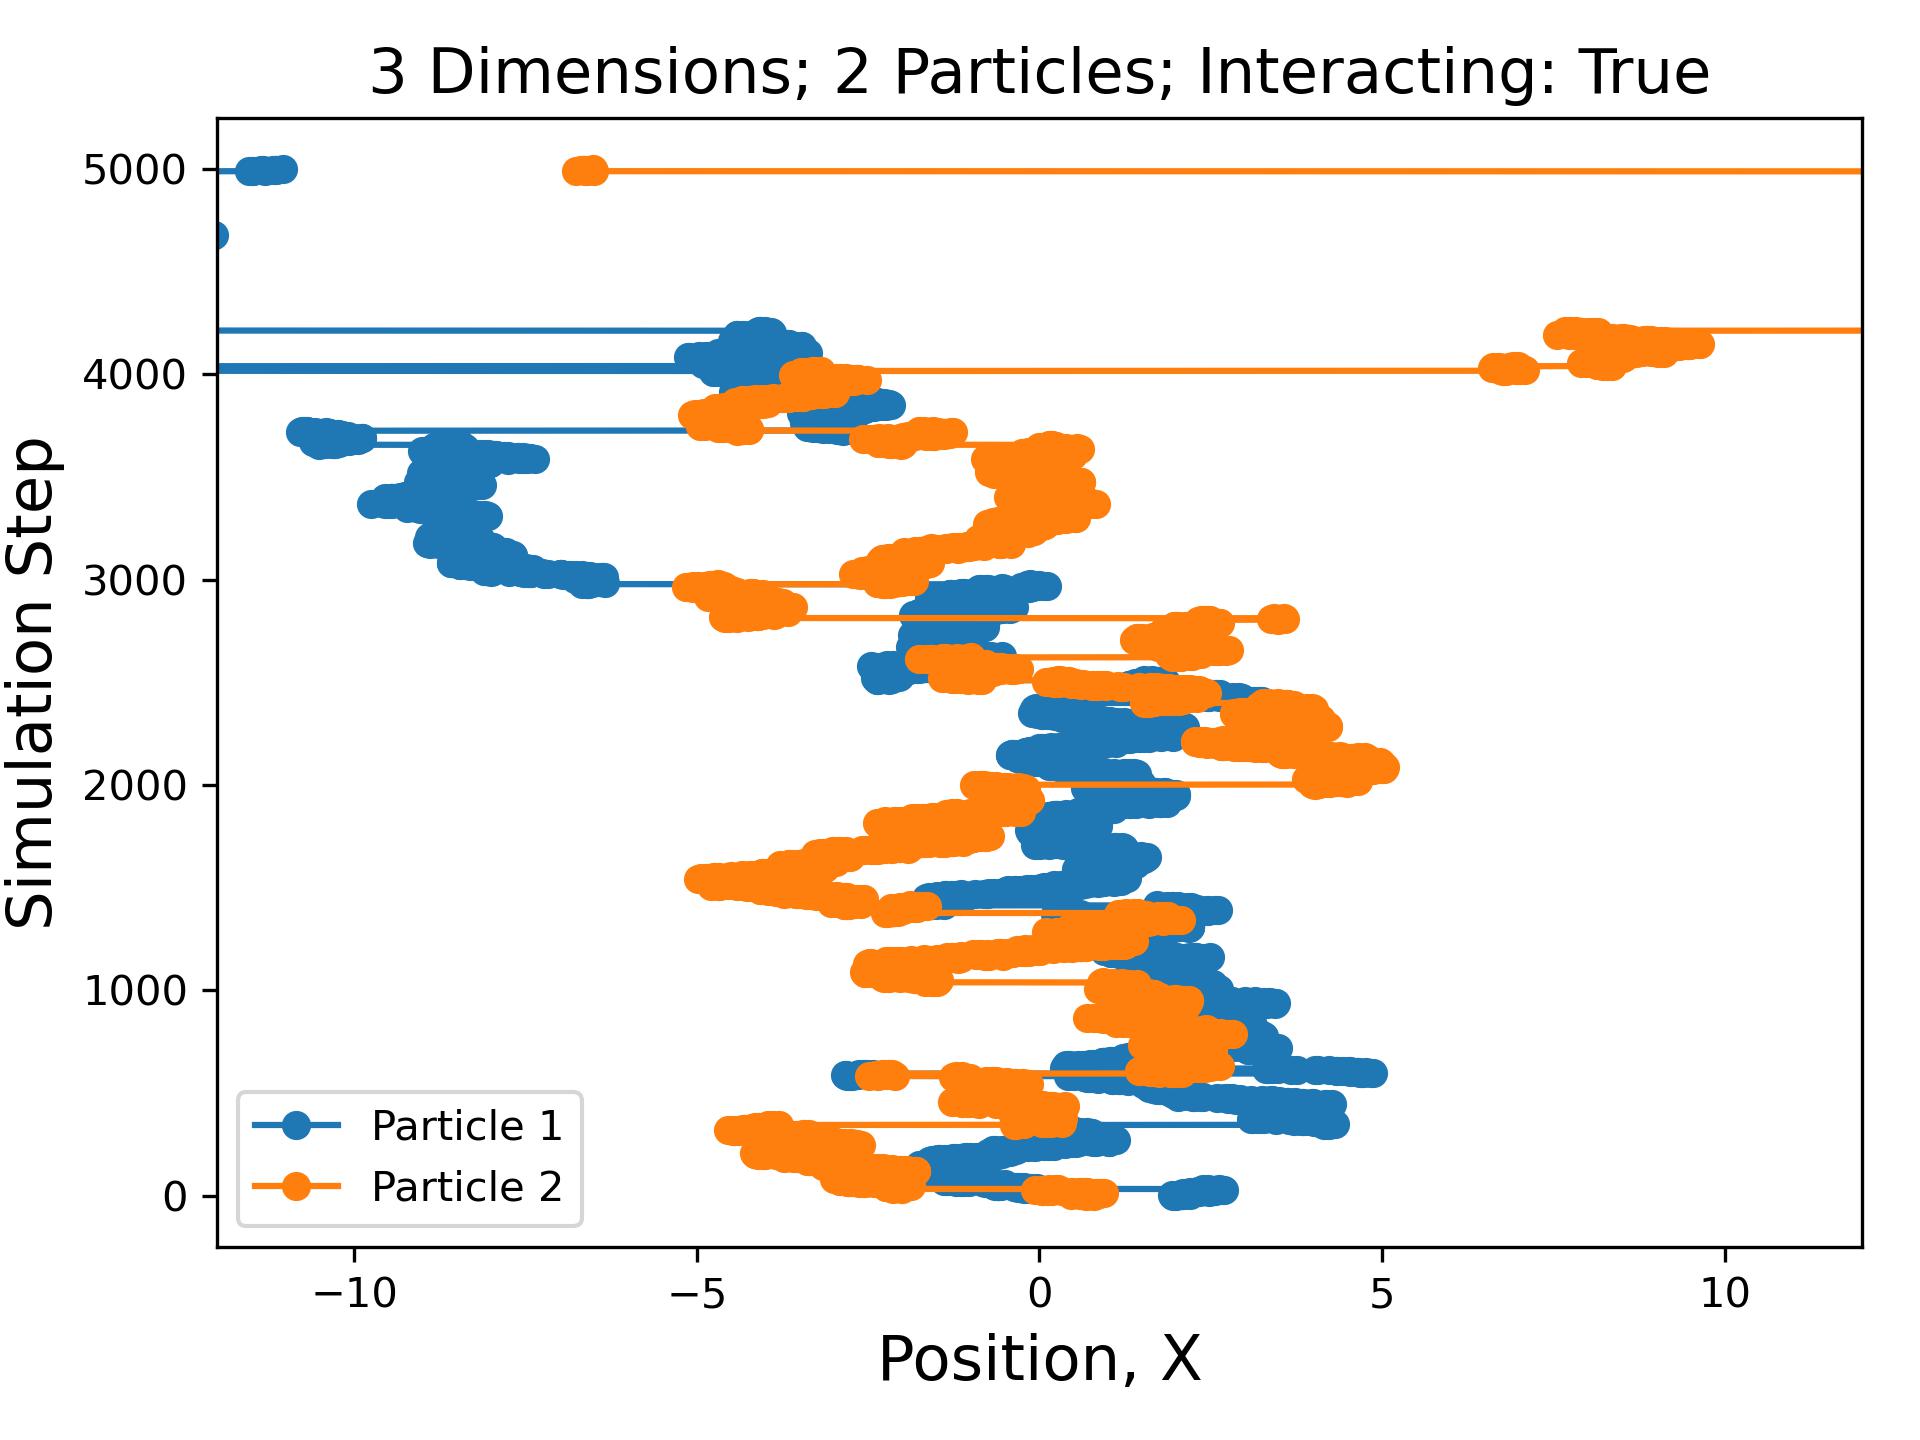 3 Dimensions; 2 Particles; Interacting: True
Simulation Step
5000
4000
3000
2000
1000
0
Particle 1
Particle 2
−10
−5
0
5
10
Position, X